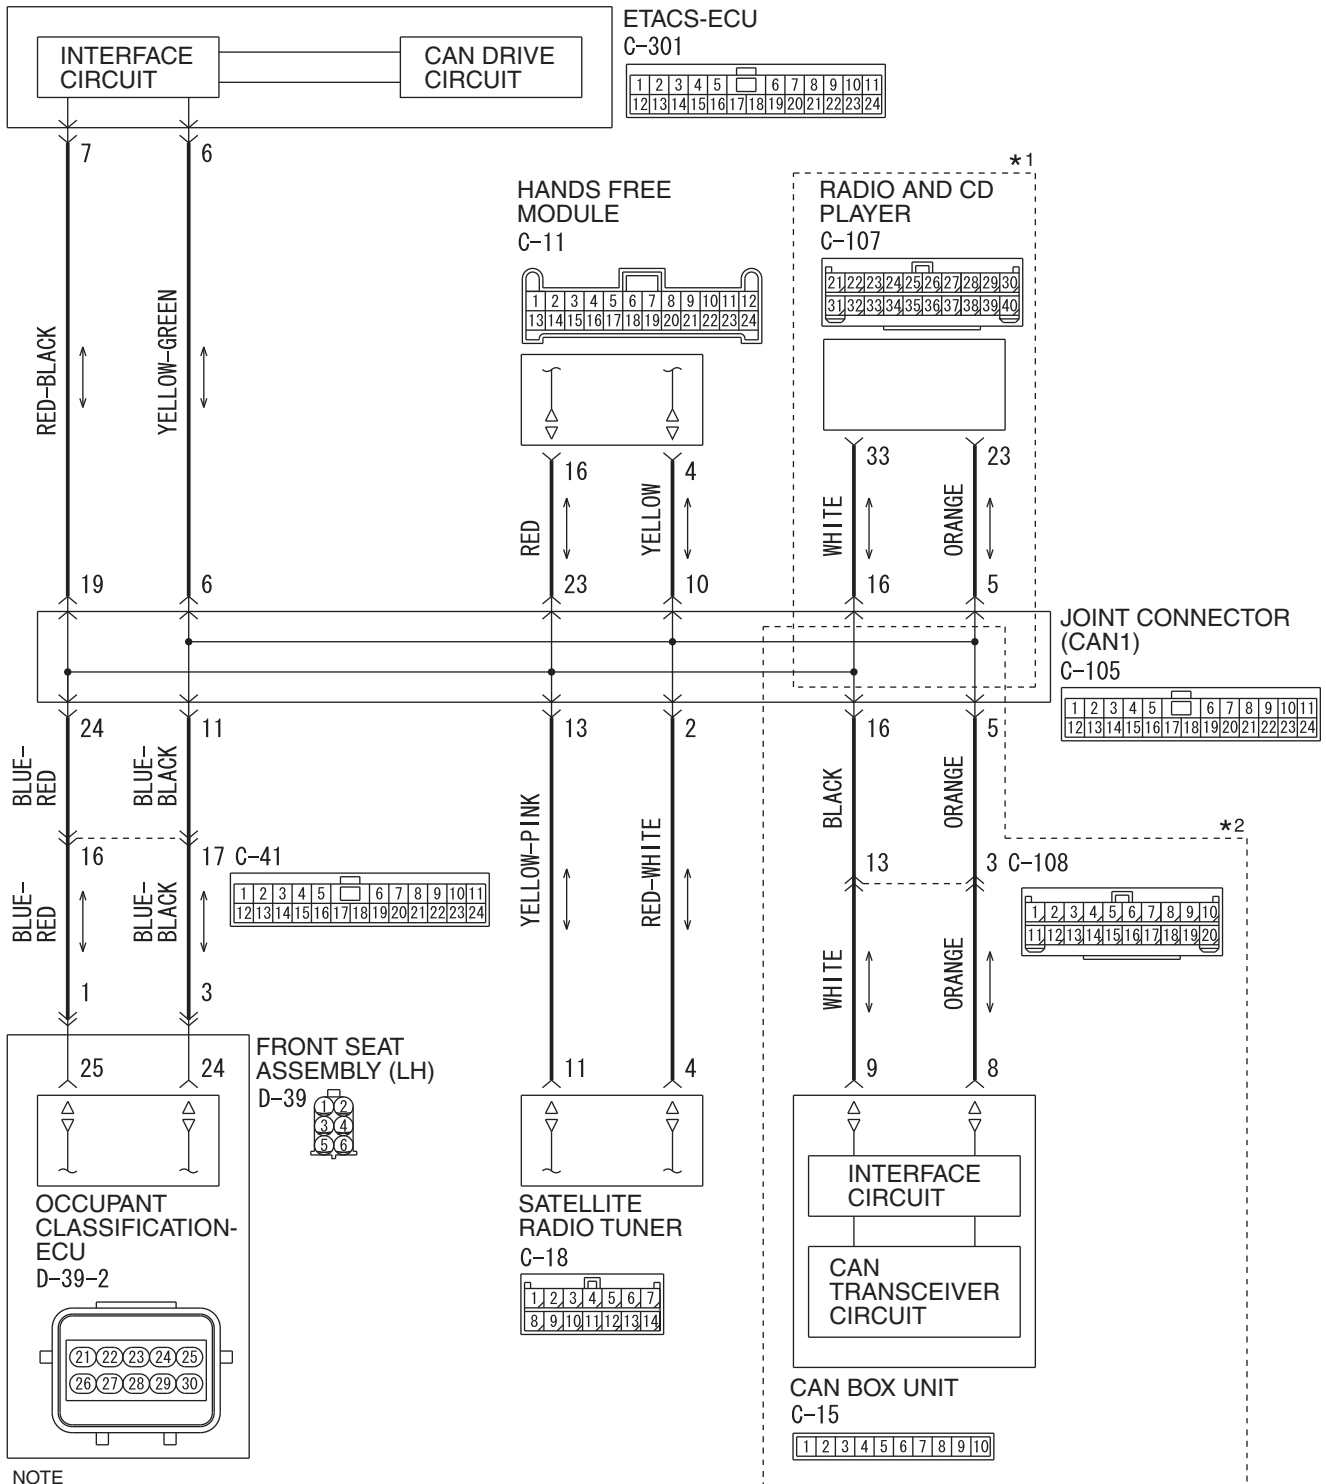 ETACS-ECU
C-301
INTERFACE
CIRCUIT
CAN DRIVE
CIRCUIT
1 2 3 4 5 6 7 8 9 10 11
12 13 14 15 16 17 18 19 20 21 22 23 24
7
6
RED-BLACK
YELLOW-GREEN
HANDS FREE
MODULE
C-11
1 2 3 4 5 6 7 8 9 10 11 12
13 14 15 16 17 18 19 20 21 22 23 24
*1
RADIO AND CD
PLAYER
C-107
21 22 23 24 25 26 27 28 29 30
31 32 33 34 35 36 37 38 39 40
16
4
33
23
RED
YELLOW
WHITE
ORANGE
19
6
23
10
16
5
JOINT CONNECTOR
(CAN1)
C-105
1 2 3 4 5 6 7 8 9 10 11
12 13 14 15 16 17 18 19 20 21 22 23 24
24
11
13
2
16
5
BLUE-
RED
BLUE-
BLACK
YELLOW-PINK
RED-WHITE
BLACK
ORANGE
*2
16
17 C-41
1 2 3 4 5 6 7 8 9 10 11
12 13 14 15 16 17 18 19 20 21 22 23 24
13
3 C-108
1 2 3 4 5 6 7 8 9 10
11 12 13 14 15 16 17 18 19 20
BLUE-
RED
BLUE-
BLACK
WHITE
ORANGE
1
3
FRONT SEAT
ASSEMBLY (LH)
D-39
1 2
3 4
5 6
25
24
11
4
9
8
OCCUPANT
CLASSIFICATION-
ECU
D-39-2
21 22 23 24 25
26 27 28 29 30
SATELLITE
RADIO TUNER
C-18
1 2 3 4 5 6 7
8 9 10 11 12 13 14
INTERFACE
CIRCUIT
CAN
TRANSCEIVER
CIRCUIT
CAN BOX UNIT
C-15
1 2 3 4 5 6 7 8 9 10
NOTE